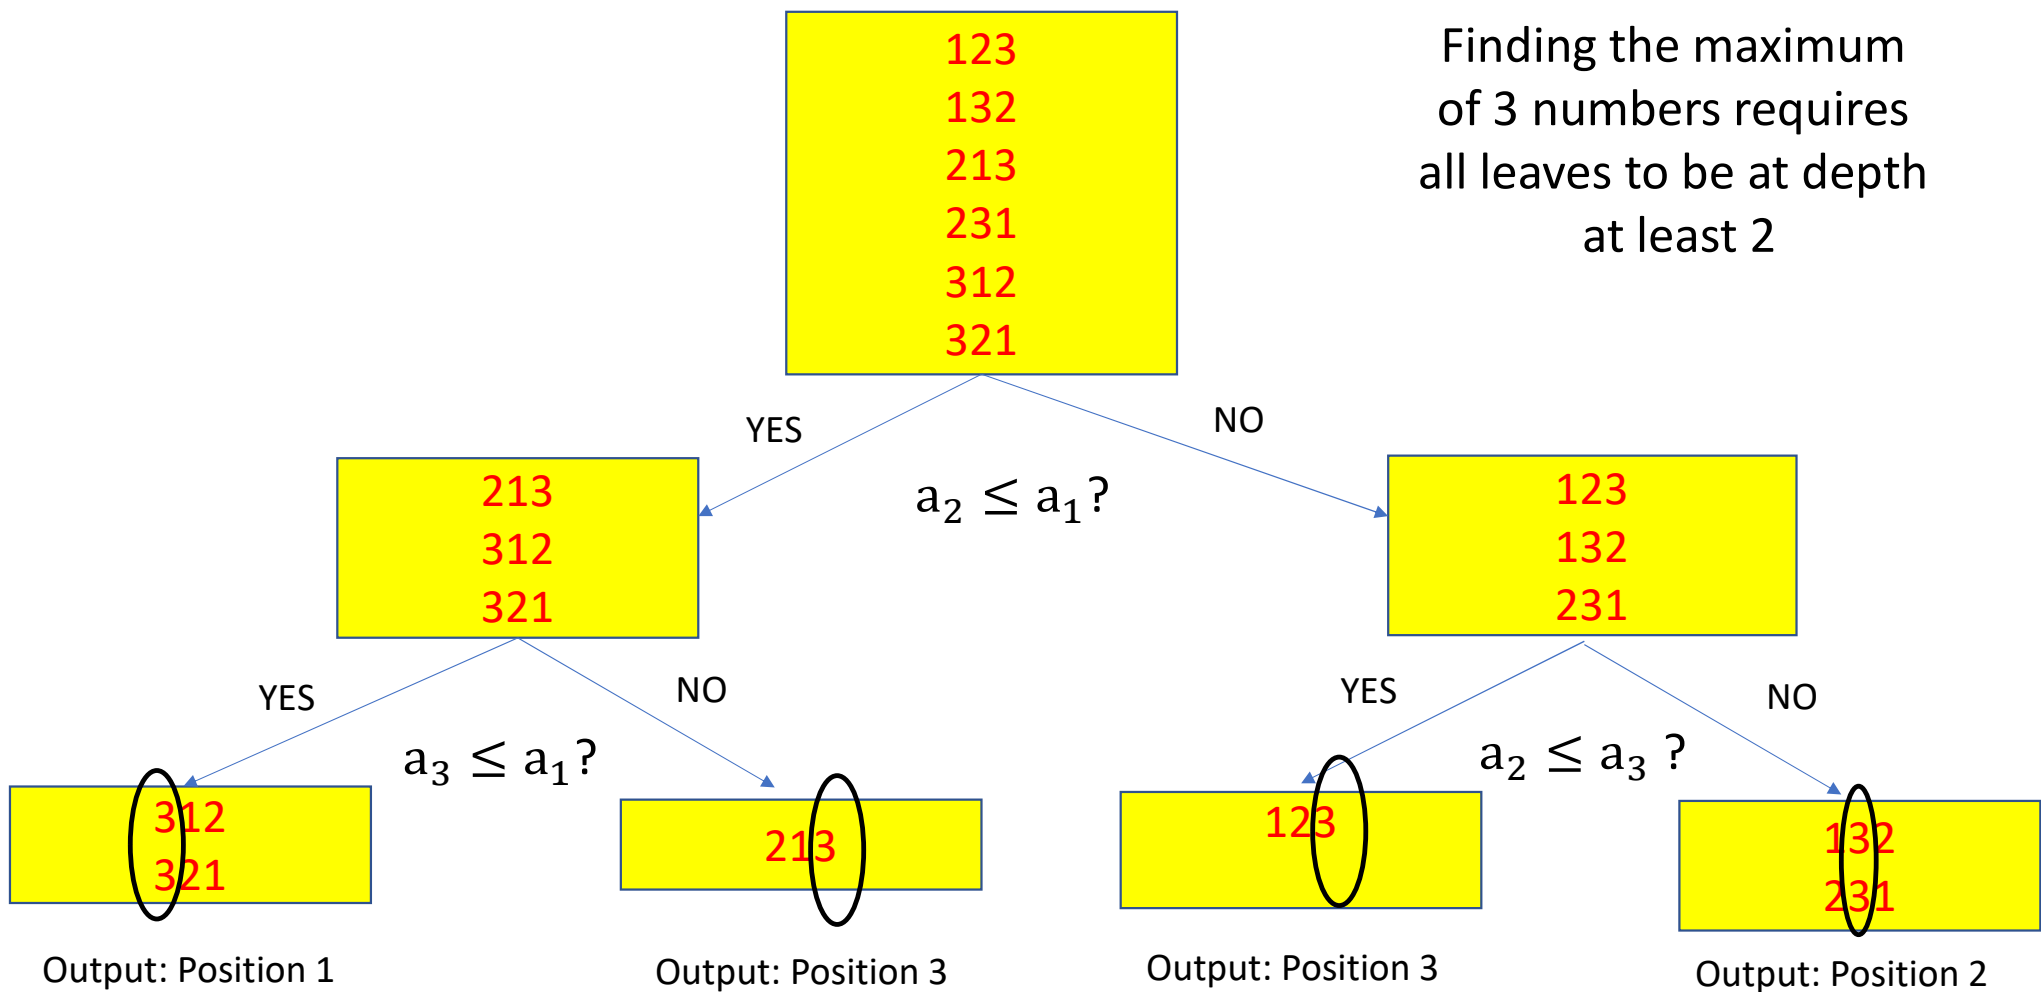 123
132
213
231
312
321
Finding the maximum
of 3 numbers requires
all leaves to be at depth
at least 2
YES
NO
a₂ ≤ a₁?
213
312
321
123
132
231
YES
NO
a₃ ≤ a₁?
YES
NO
a₂ ≤ a₃ ?
312
321
213
123
132
231
Output: Position 1
Output: Position 3
Output: Position 3
Output: Position 2